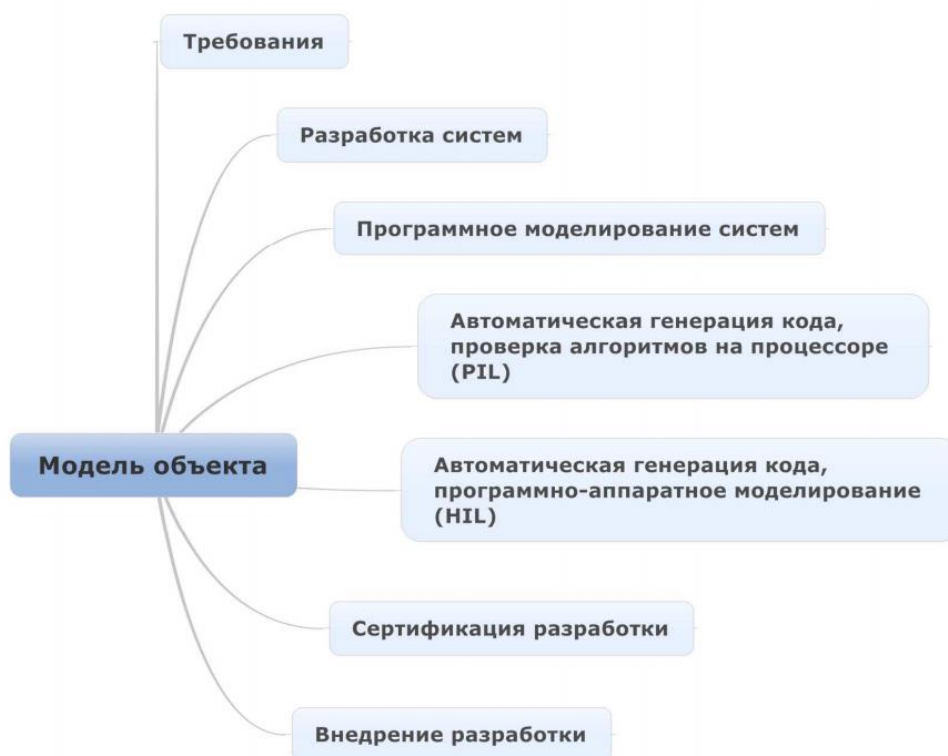 Требования
Разработка систем
Программное моделирование систем
Автоматическая генерация кода,
проверка алгоритмов на процессоре
(PIL)
Модель объекта
Автоматическая генерация кода,
программно-аппаратное моделирование
(HIL)
Сертификация разработки
Внедрение разработки